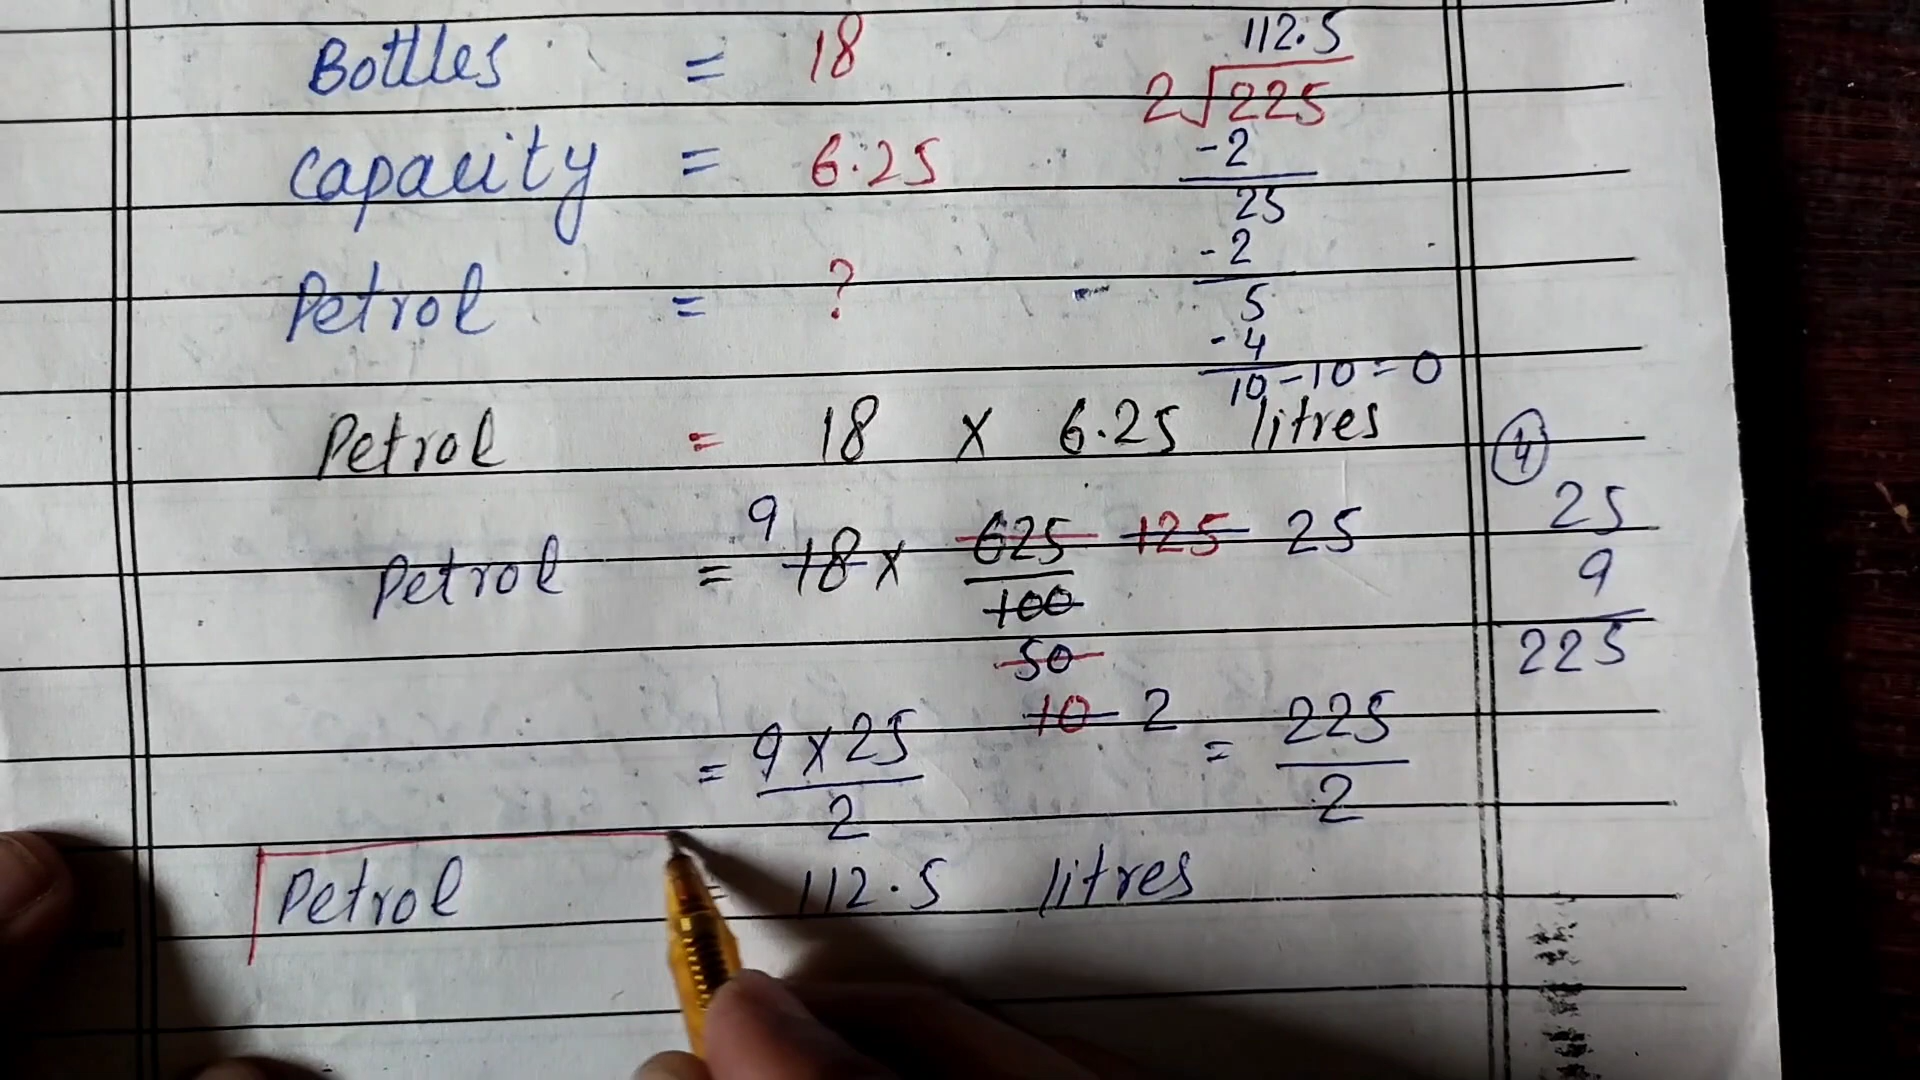 Bottles = 18
Capacity = 6.25
Petrol = ?
112.5
2√225
-2
25
-2
5
-4
10-10=0
Petrol = 18 x 6.25 litres
9
Petrol = 18 x 625 125 25
100
50
10 2
= 9 x 25 = 225
2 2
Petrol = 112.5 litres
4
25
9
225